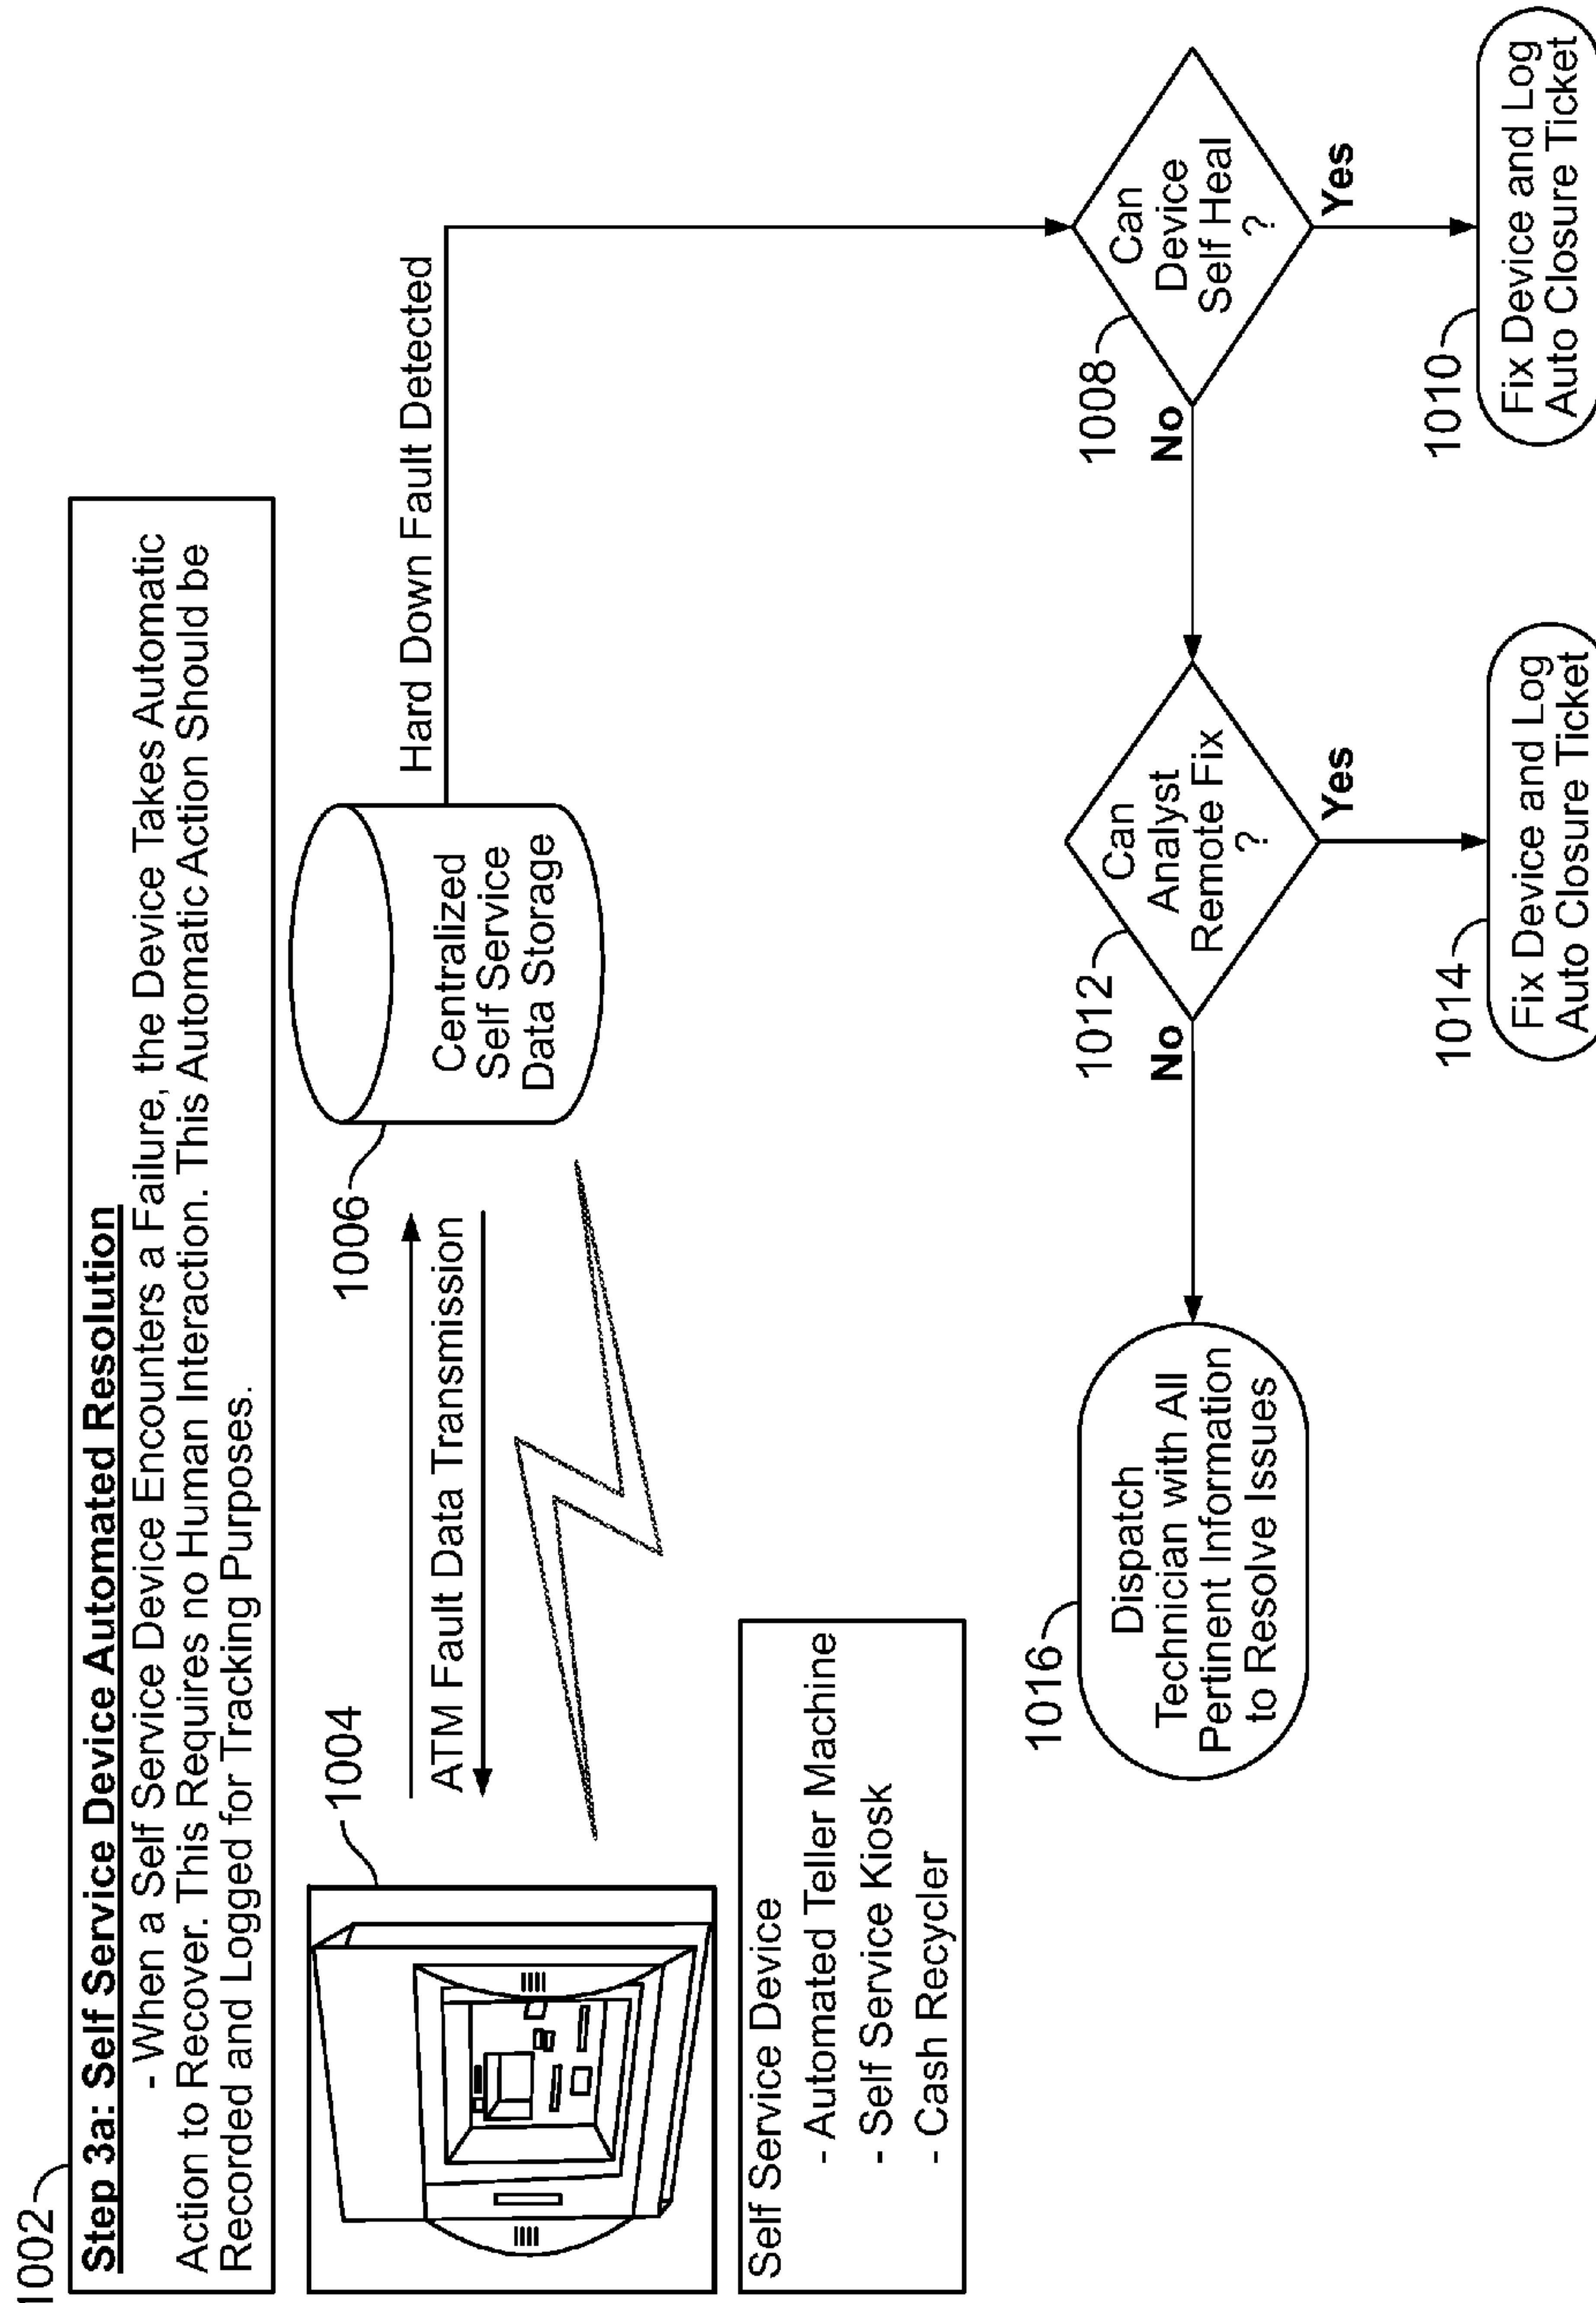 1002
Step 3a: Self Service Device Automated Resolution
- When a Self Service Device Encounters a Failure, the Device Takes Automatic
Action to Recover. This Requires no Human Interaction. This Automatic Action Should be
Recorded and Logged for Tracking Purposes.
1004
ATM Fault Data Transmission
1006
Centralized
Self Service
Data Storage
Hard Down Fault Detected
Self Service Device
- Automated Teller Machine
- Self Service Kiosk
- Cash Recycler
1016
Dispatch
Technician with All
Pertinent Information
to Resolve Issues
No
1012
Can
Analyst
Remote Fix
?
Yes
No
1008
Can
Device
Self Heal
?
Yes
1014
Fix Device and Log
Auto Closure Ticket
1010
Fix Device and Log
Auto Closure Ticket